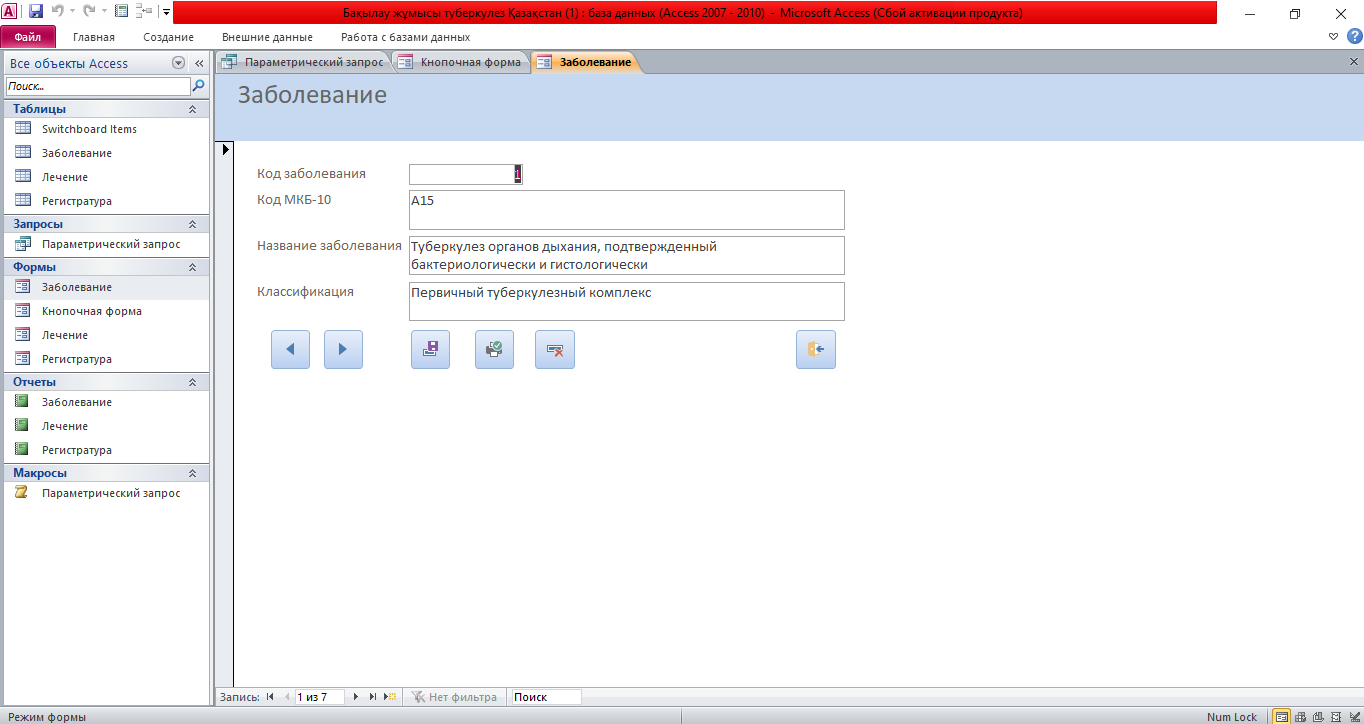 Бақылау жұмысы туберкулез Қазақстан (1) : база данных (Access 2007 - 2010) - Microsoft Access (Сбой активации продукта)
Файл Главная Создание Внешние данные Работа с базами данных
Все объекты Access
Поиск...
Таблицы
Switchboard Items
Заболевание
Лечение
Регистратура
Запросы
Параметрический запрос
Формы
Заболевание
Кнопочная форма
Лечение
Регистратура
Отчеты
Заболевание
Лечение
Регистратура
Макросы
Параметрический запрос
Параметрический запрос Кнопочная форма Заболевание
Заболевание
Код заболевания 1
Код МКБ-10 A15
Название заболевания Туберкулез органов дыхания, подтвержденный
бактериологически и гистологически
Классификация Первичный туберкулезный комплекс
Запись: 1 из 7 Нет фильтра Поиск
Режим формы Num Lock